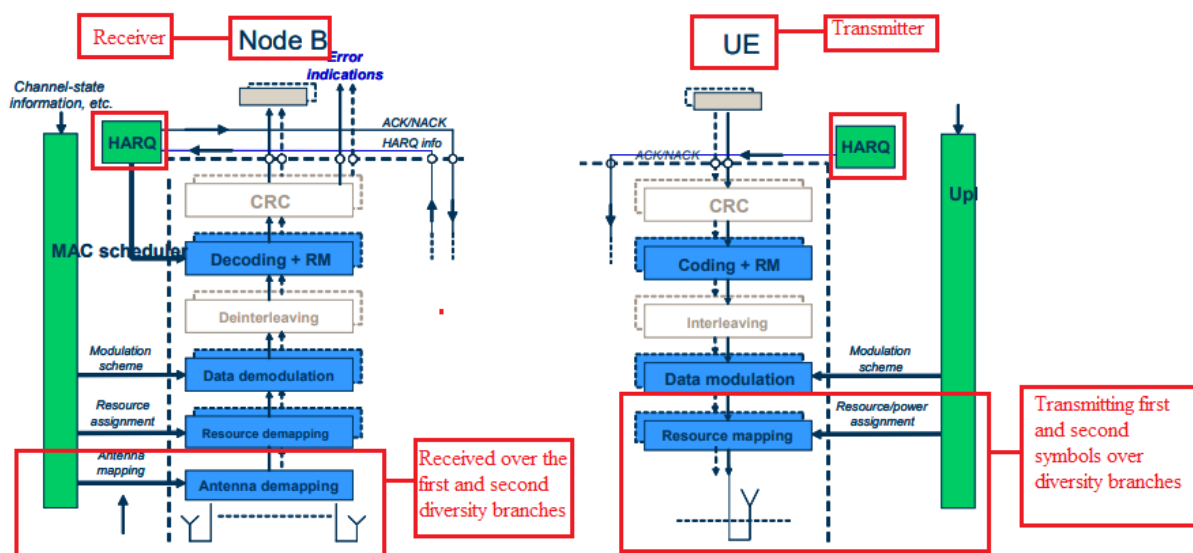 Receiver
Node B
UE
Transmitter
Error
indications
Channel-state
information, etc.
HARQ
ACK/NACK
HARQ info
ACK/NACK
HARQ
CRC
CRC
Upl
MAC scheduler
Decoding + RM
Coding + RM
Deinterleaving
Interleaving
Modulation
scheme
Data demodulation
Data modulation
Modulation
scheme
Resource
assignment
Resource demapping
Resource mapping
Resource/power
assignment
Transmitting first
and second
symbols over
diversity branches
Antenna
mapping
Antenna demapping
Received over the
first and second
diversity branches